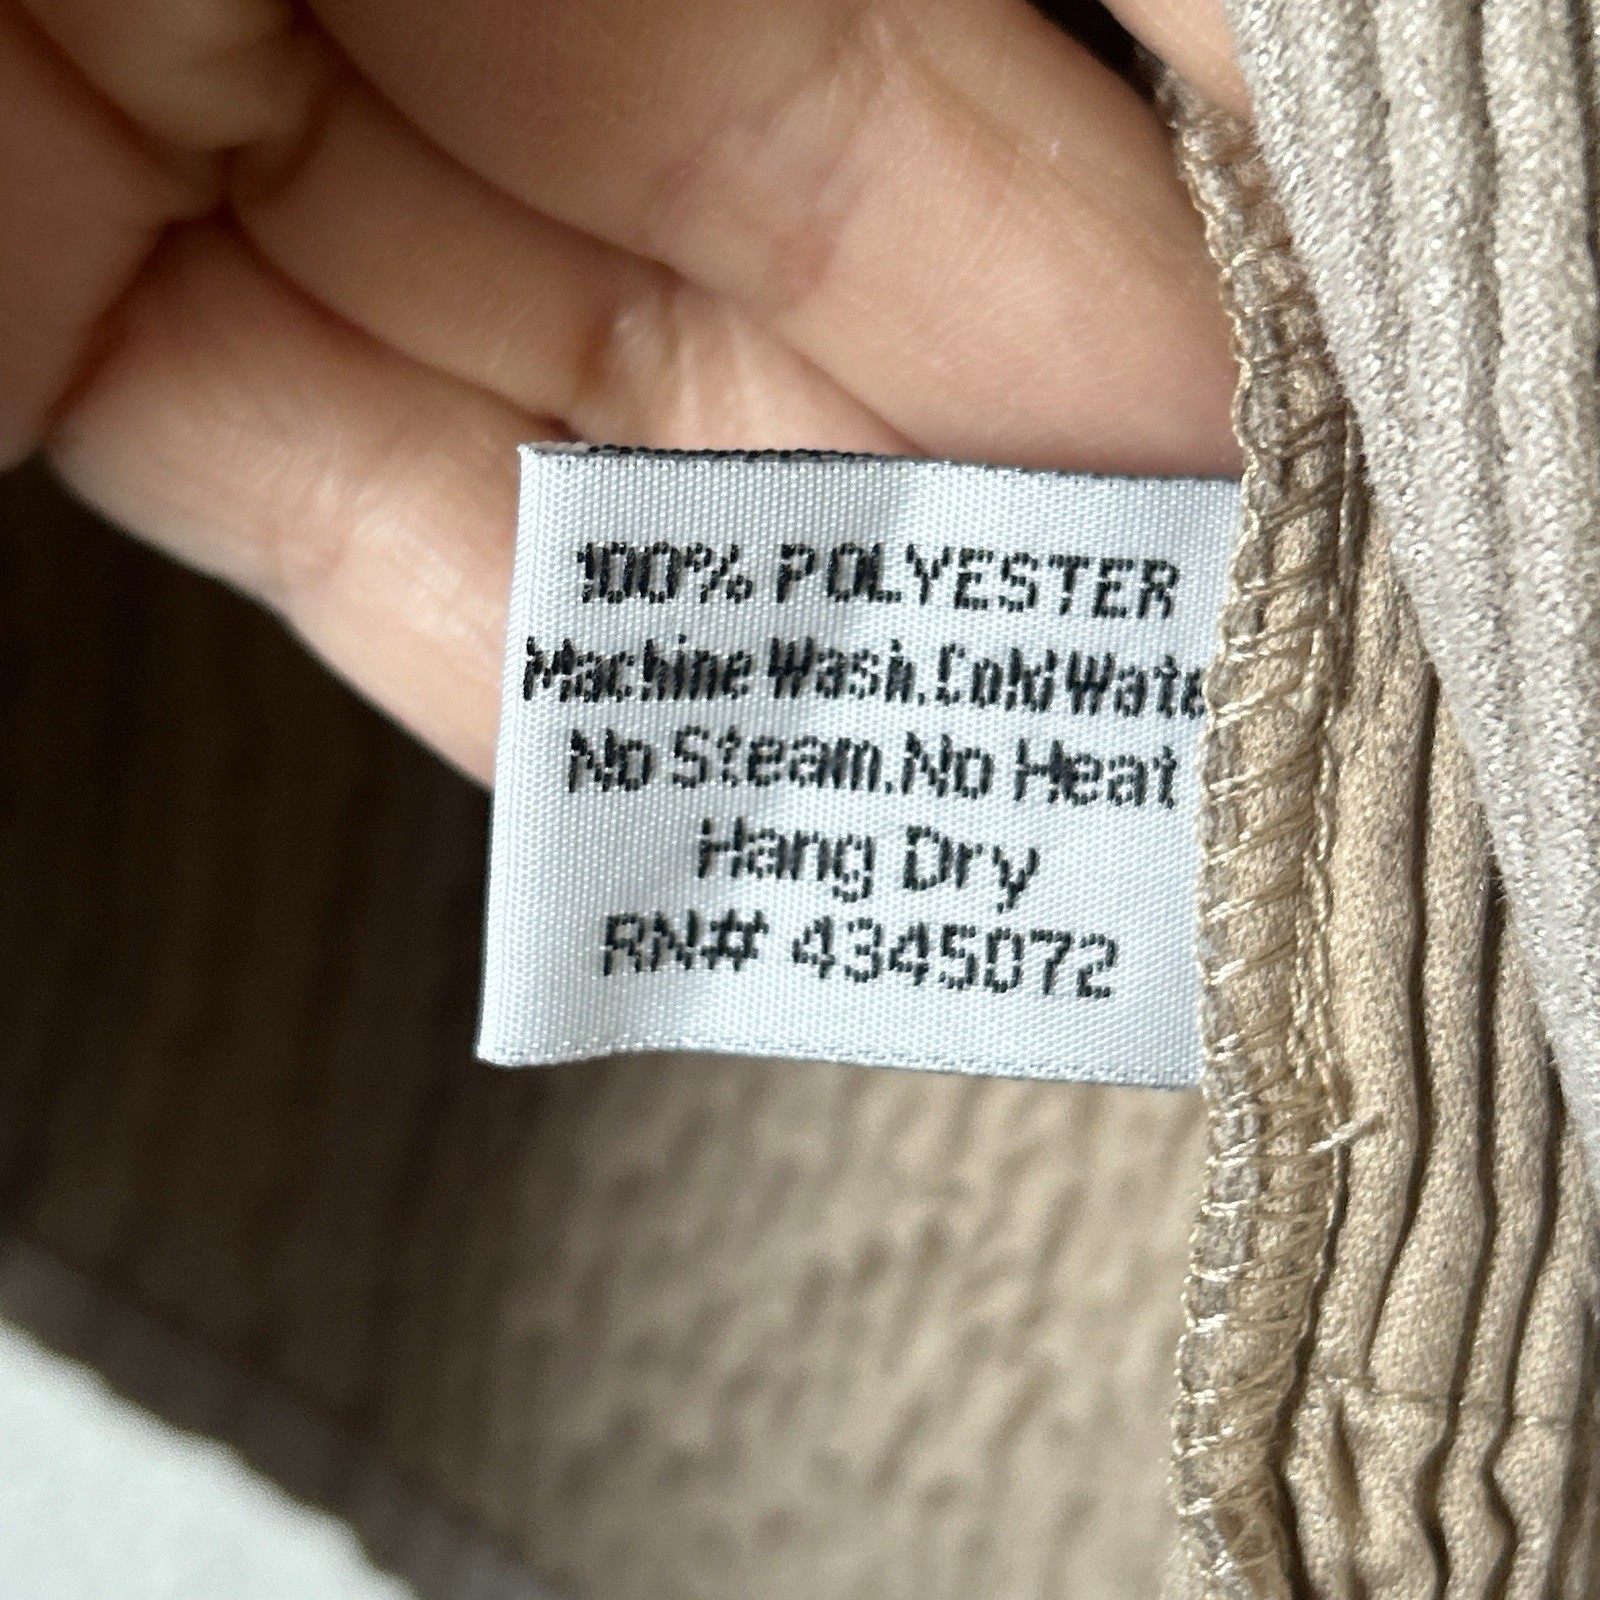 100% POLYESTER
Machine Wash.Cold Wate
No Steam.No Heat
Hang Dry
RN# 4345072